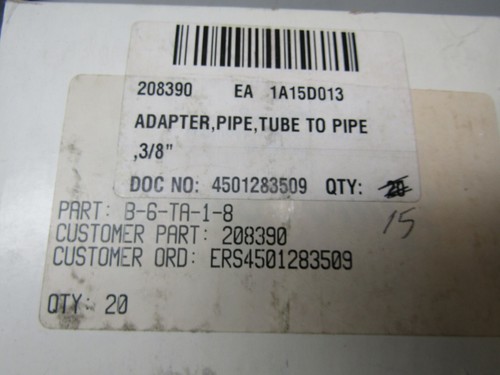 208390 EA 1A15D013
ADAPTER,PIPE,TUBE TO PIPE
,3/8"
DOC NO: 4501283509 QTY: 20
15
PART: B-6-TA-1-8
CUSTOMER PART: 208390
CUSTOMER ORD: ERS4501283509
QTY: 20